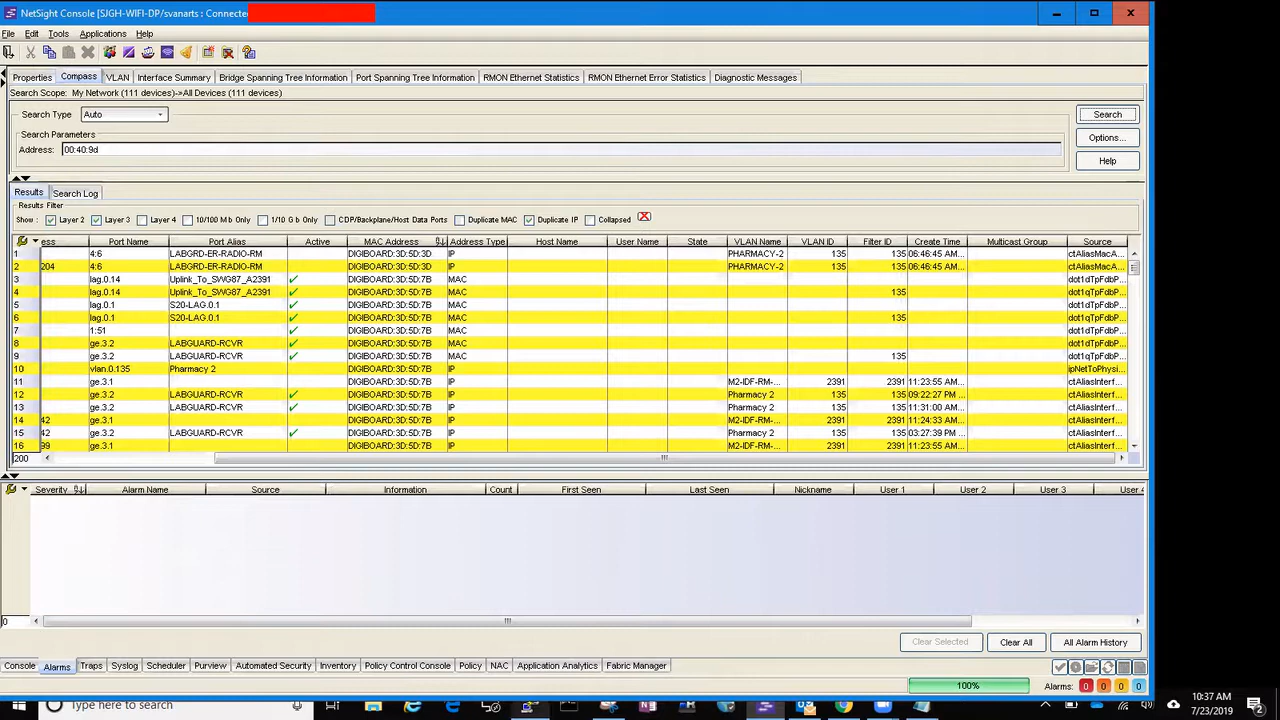 NetSight Console [SJGH-WIFI-DP/svanarts : Connected
File Edit Tools Applications Help
Properties Compass VLAN Interface Summary Bridge Spanning Tree Information Port Spanning Tree Information RMON Ethernet Statistics RMON Ethernet Error Statistics Diagnostic Messages
Search Scope: My Network (111 devices)->All Devices (111 devices)
Search Type Auto Search
Search Parameters Options...
Address: 00:40:9d
Help
Results Search Log
Results Filter
Show : Layer 2 Layer 3 Layer 4 10/100 Mb Only 1/10 Gb Only CDP/Backplane/Host Data Ports Duplicate MAC Duplicate IP Collapsed
ess Port Name Port Alias Active MAC Address Address Type Host Name User Name State VLAN Name VLAN ID Filter ID Create Time Multicast Group Source
1 4:6 LABGRD-ER-RADIO-RM DIGIBOARD:3D:5D:3D IP PHARMACY-2 135 135 06:46:45 AM... ctAliasMacA...
2 204 4:6 LABGRD-ER-RADIO-RM DIGIBOARD:3D:5D:3D IP PHARMACY-2 135 135 06:46:45 AM... ctAliasMacA...
3 lag.0.14 Uplink_To_SWG87_A2391 DIGIBOARD:3D:5D:7B MAC dot1dTpFdbP...
4 lag.0.14 Uplink_To_SWG87_A2391 DIGIBOARD:3D:5D:7B MAC 135 dot1qTpFdbP...
5 lag.0.1 S20-LAG.0.1 DIGIBOARD:3D:5D:7B MAC dot1dTpFdbP...
6 lag.0.1 S20-LAG.0.1 DIGIBOARD:3D:5D:7B MAC 135 dot1qTpFdbP...
7 1:51 DIGIBOARD:3D:5D:7B MAC dot1dTpFdbP...
8 ge.3.2 LABGUARD-RCVR DIGIBOARD:3D:5D:7B MAC dot1dTpFdbP...
9 ge.3.2 LABGUARD-RCVR DIGIBOARD:3D:5D:7B MAC 135 dot1qTpFdbP...
10 vlan.0.135 Pharmacy 2 DIGIBOARD:3D:5D:7B IP ipNetToPhysi...
11 ge.3.1 DIGIBOARD:3D:5D:7B IP M2-IDF-RM-... 2391 2391 11:23:55 AM... ctAliasInterf...
12 ge.3.2 LABGUARD-RCVR DIGIBOARD:3D:5D:7B IP Pharmacy 2 135 135 09:22:27 PM... ctAliasInterf...
13 ge.3.2 LABGUARD-RCVR DIGIBOARD:3D:5D:7B IP Pharmacy 2 135 135 11:31:00 AM... ctAliasInterf...
14 42 ge.3.1 DIGIBOARD:3D:5D:7B IP M2-IDF-RM-... 2391 2391 11:24:33 AM... ctAliasInterf...
15 42 ge.3.2 LABGUARD-RCVR DIGIBOARD:3D:5D:7B IP Pharmacy 2 135 135 03:27:39 PM... ctAliasInterf...
16 99 ge.3.1 DIGIBOARD:3D:5D:7B IP M2-IDF-RM-... 2391 2391 11:23:55 AM... ctAliasInterf...
200
Severity Alarm Name Source Information Count First Seen Last Seen Nickname User 1 User 2 User 3 User 4
0
Clear Selected Clear All All Alarm History
Console Alarms Traps Syslog Scheduler Purview Automated Security Inventory Policy Control Console Policy NAC Application Analytics Fabric Manager
100% Alarms: 0 0 0 0
Type here to search
10:37 AM
7/23/2019
2